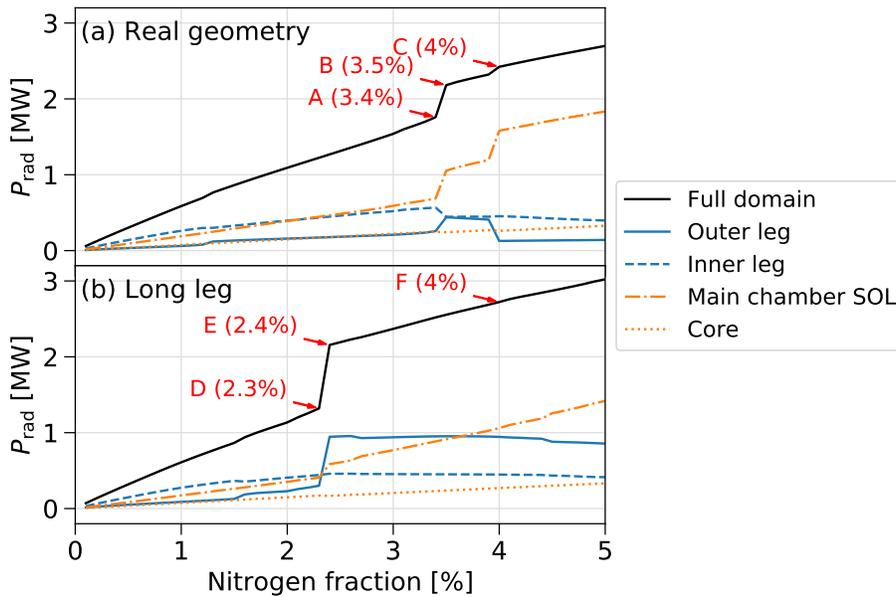 (a) Real geometry
C (4%)
B (3.5%)
A (3.4%)
3
2
1
0
P_rad [MW]
(b) Long leg
F (4%)
E (2.4%)
D (2.3%)
3
2
1
0
P_rad [MW]
0 1 2 3 4 5
Nitrogen fraction [%]
Full domain
Outer leg
Inner leg
Main chamber SOL
Core